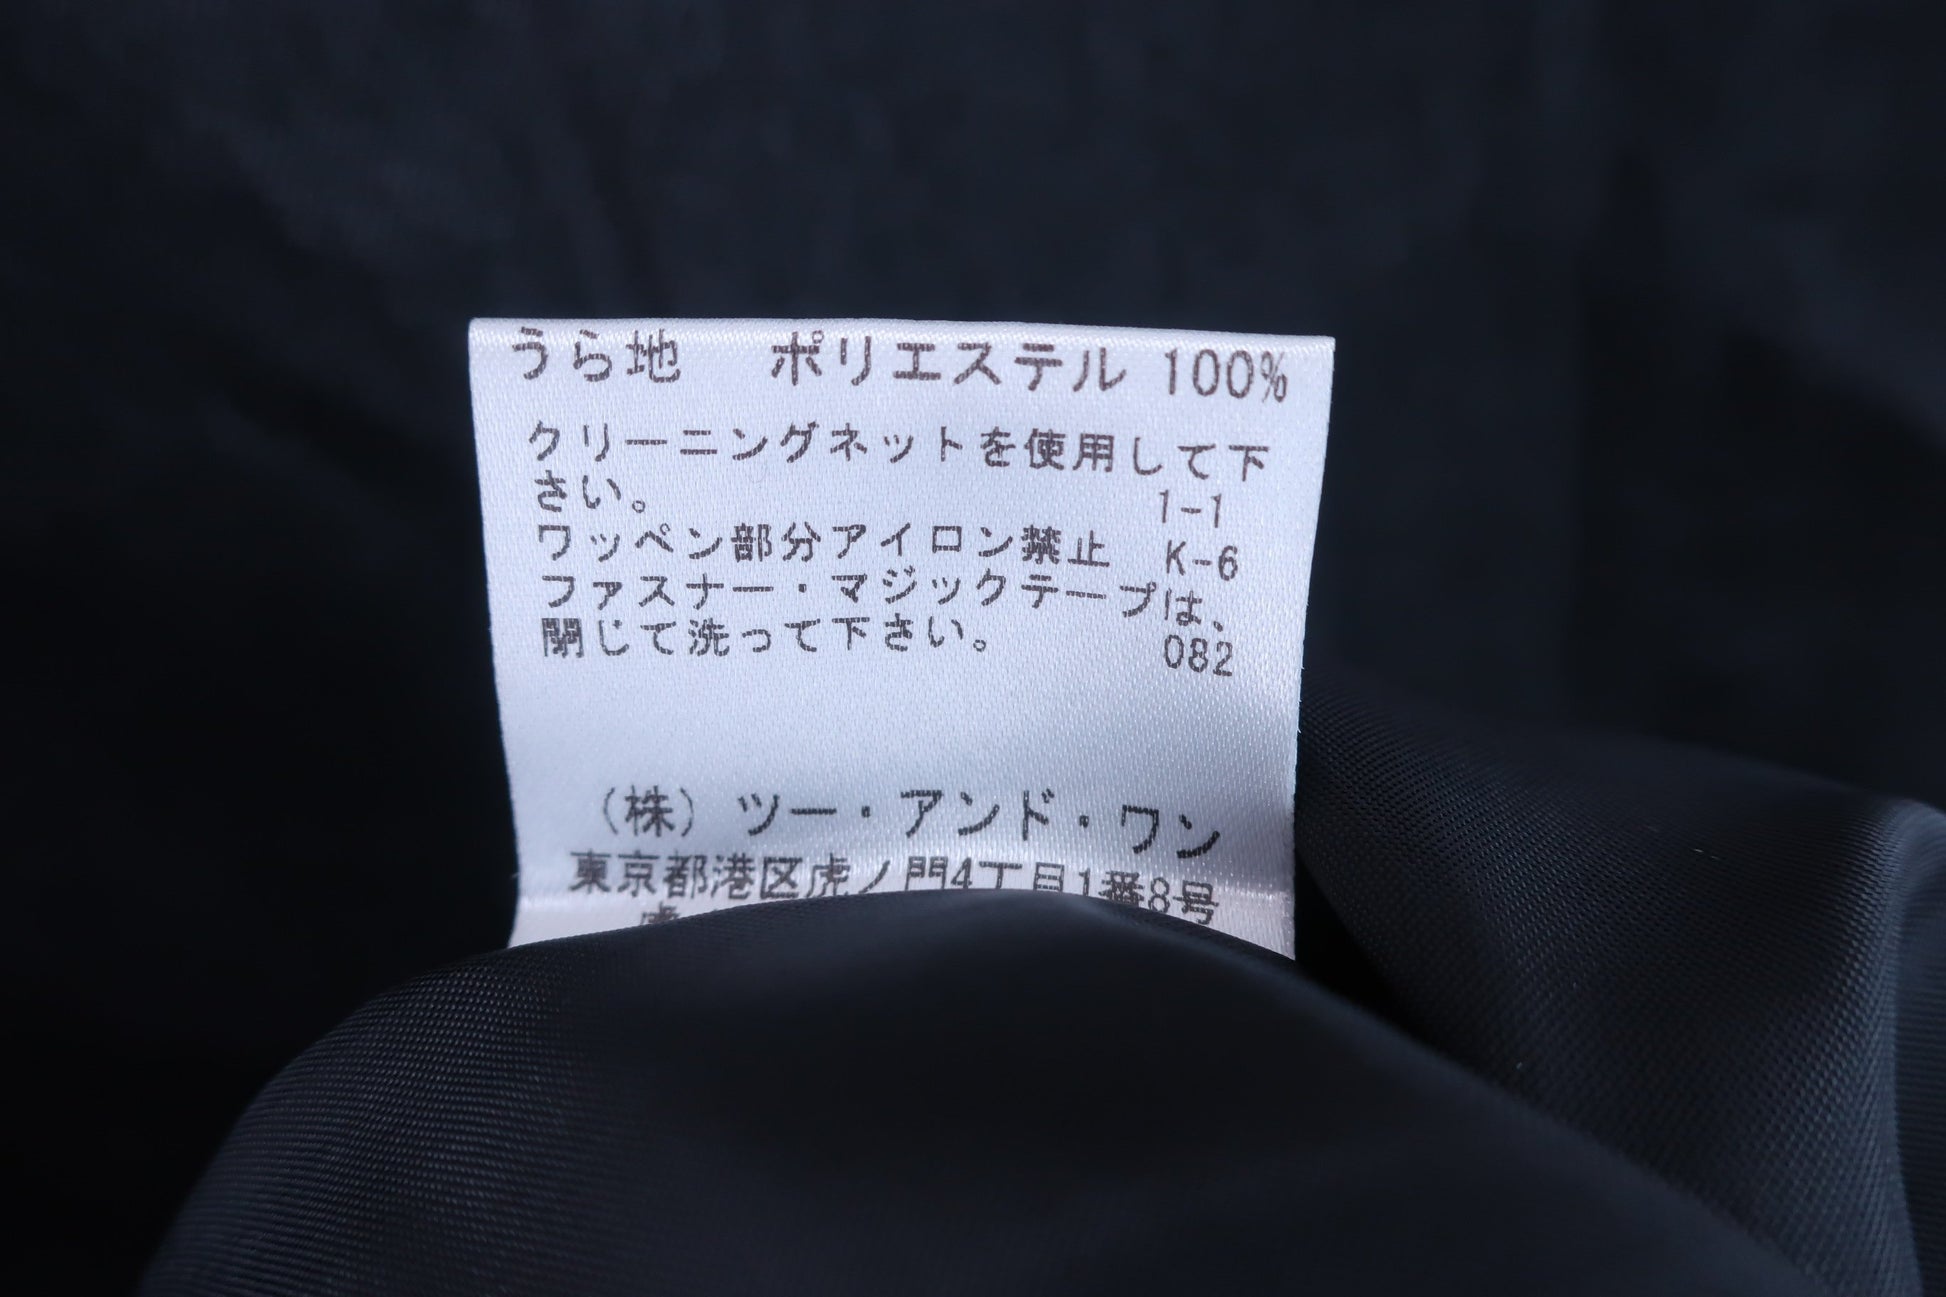 うら地　ポリエステル 100%
クリーニングネットを使用して下
さい。 1-1
ワッペン部分アイロン禁止 K-6
ファスナー・マジックテープは、
閉じて洗って下さい。 082
（株）ツー・アンド・ワン
東京都港区虎ノ門4丁目1番8号